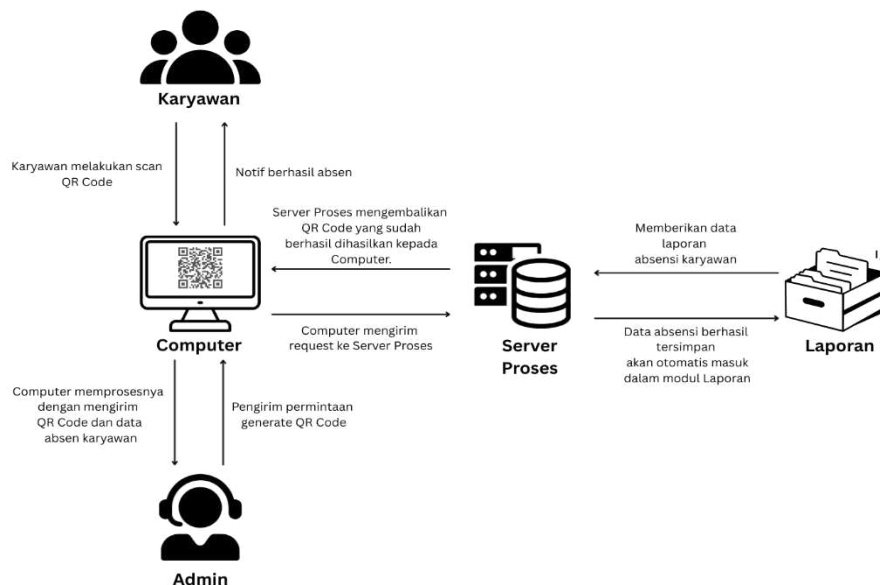 Karyawan
Karyawan melakukan scan
QR Code
Notif berhasil absen
Server Proses mengembalikan
QR Code yang sudah
berhasil dihasilkan kepada
Computer.
Memberikan data
laporan
absensi karyawan
Computer
Computer mengirim
request ke Server Proses
Server
Proses
Data absensi berhasil
tersimpan
akan otomatis masuk
dalam modul Laporan
Laporan
Computer memprosesnya
dengan mengirim
QR Code dan data
absen karyawan
Pengirim permintaan
generate QR Code
Admin